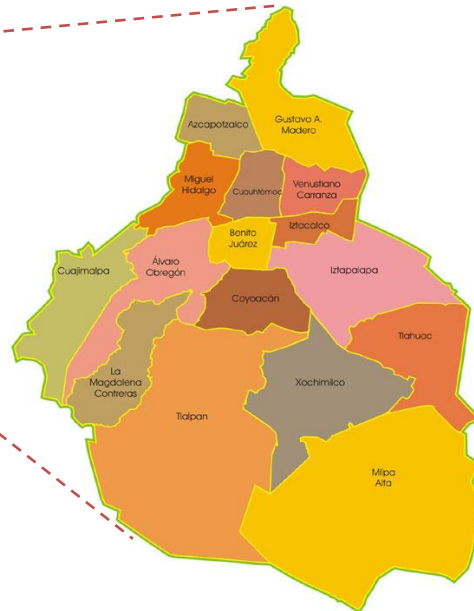 Gustavo A.
Madero
Azcapotzalco
Miguel
Hidalgo
Cuauhtémoc
Venustiano
Carranza
Iztacalco
Benito
Juárez
Álvaro
Obregón
Cuajimalpa
Iztapalapa
Coyoacán
Tlahuac
La
Magdalena
Contreras
Xochimilco
Tlalpan
Milpa
Alta